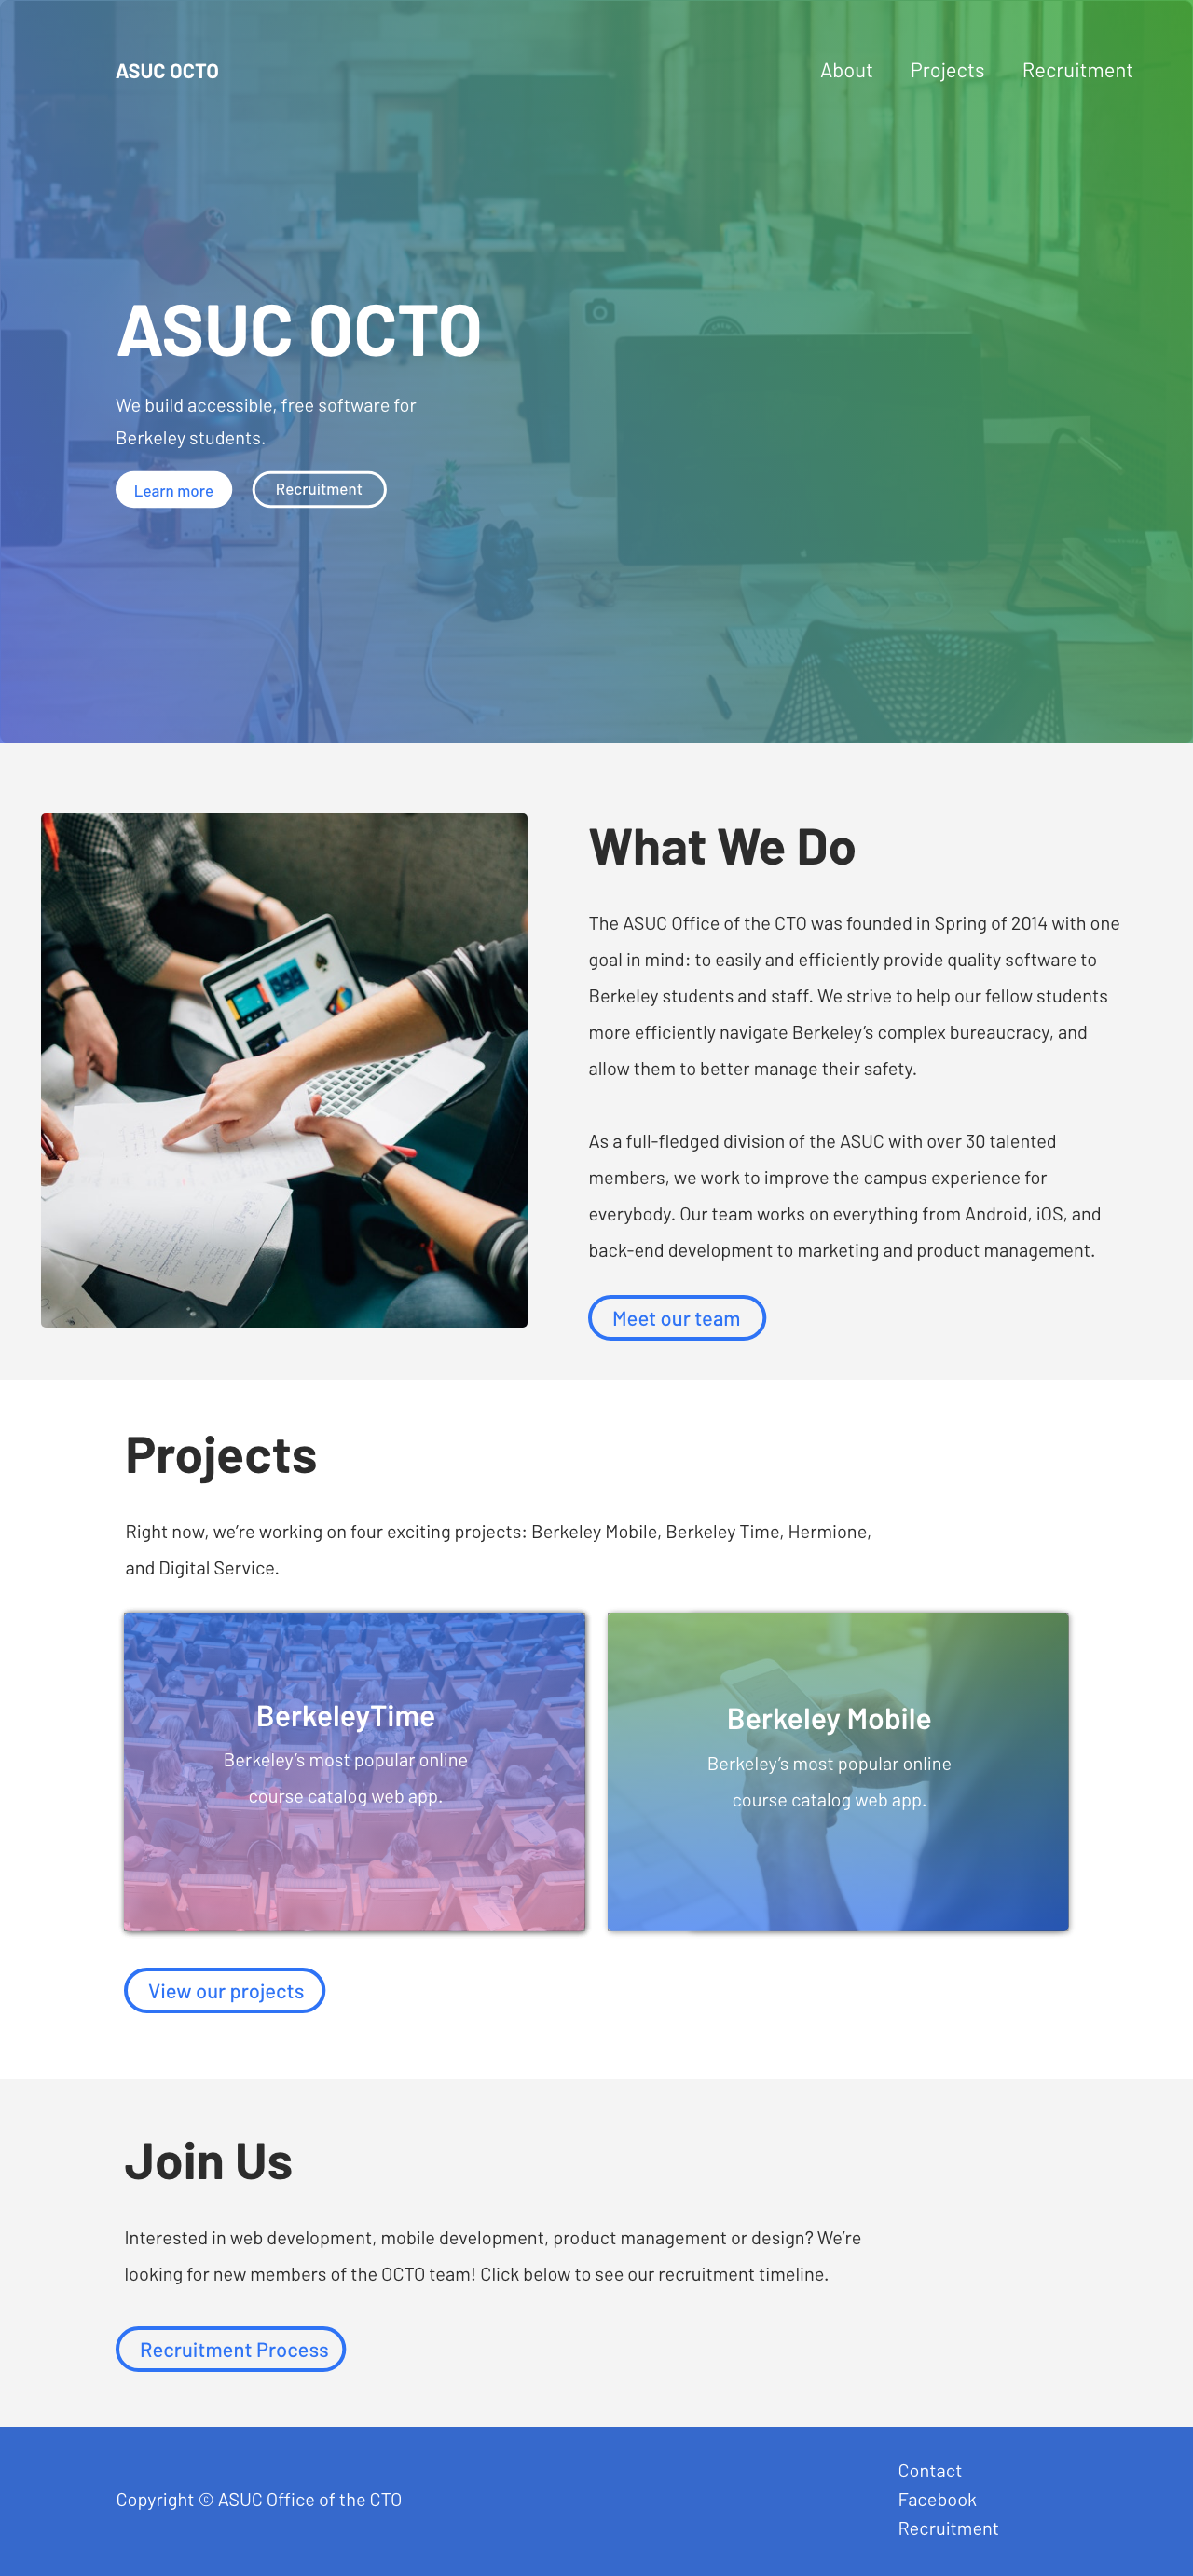 ASUC OCTO
About Projects Recruitment
ASUC OCTO
We build accessible, free software for
Berkeley students.
Learn more Recruitment
What We Do
The ASUC Office of the CTO was founded in Spring of 2014 with one
goal in mind: to easily and efficiently provide quality software to
Berkeley students and staff. We strive to help our fellow students
more efficiently navigate Berkeley’s complex bureaucracy, and
allow them to better manage their safety.
As a full-fledged division of the ASUC with over 30 talented
members, we work to improve the campus experience for
everybody. Our team works on everything from Android, iOS, and
back-end development to marketing and product management.
Meet our team
Projects
Right now, we’re working on four exciting projects: Berkeley Mobile, Berkeley Time, Hermione,
and Digital Service.
BerkeleyTime
Berkeley’s most popular online
course catalog web app.
Berkeley Mobile
Berkeley’s most popular online
course catalog web app.
View our projects
Join Us
Interested in web development, mobile development, product management or design? We’re
looking for new members of the OCTO team! Click below to see our recruitment timeline.
Recruitment Process
Copyright © ASUC Office of the CTO
Contact
Facebook
Recruitment